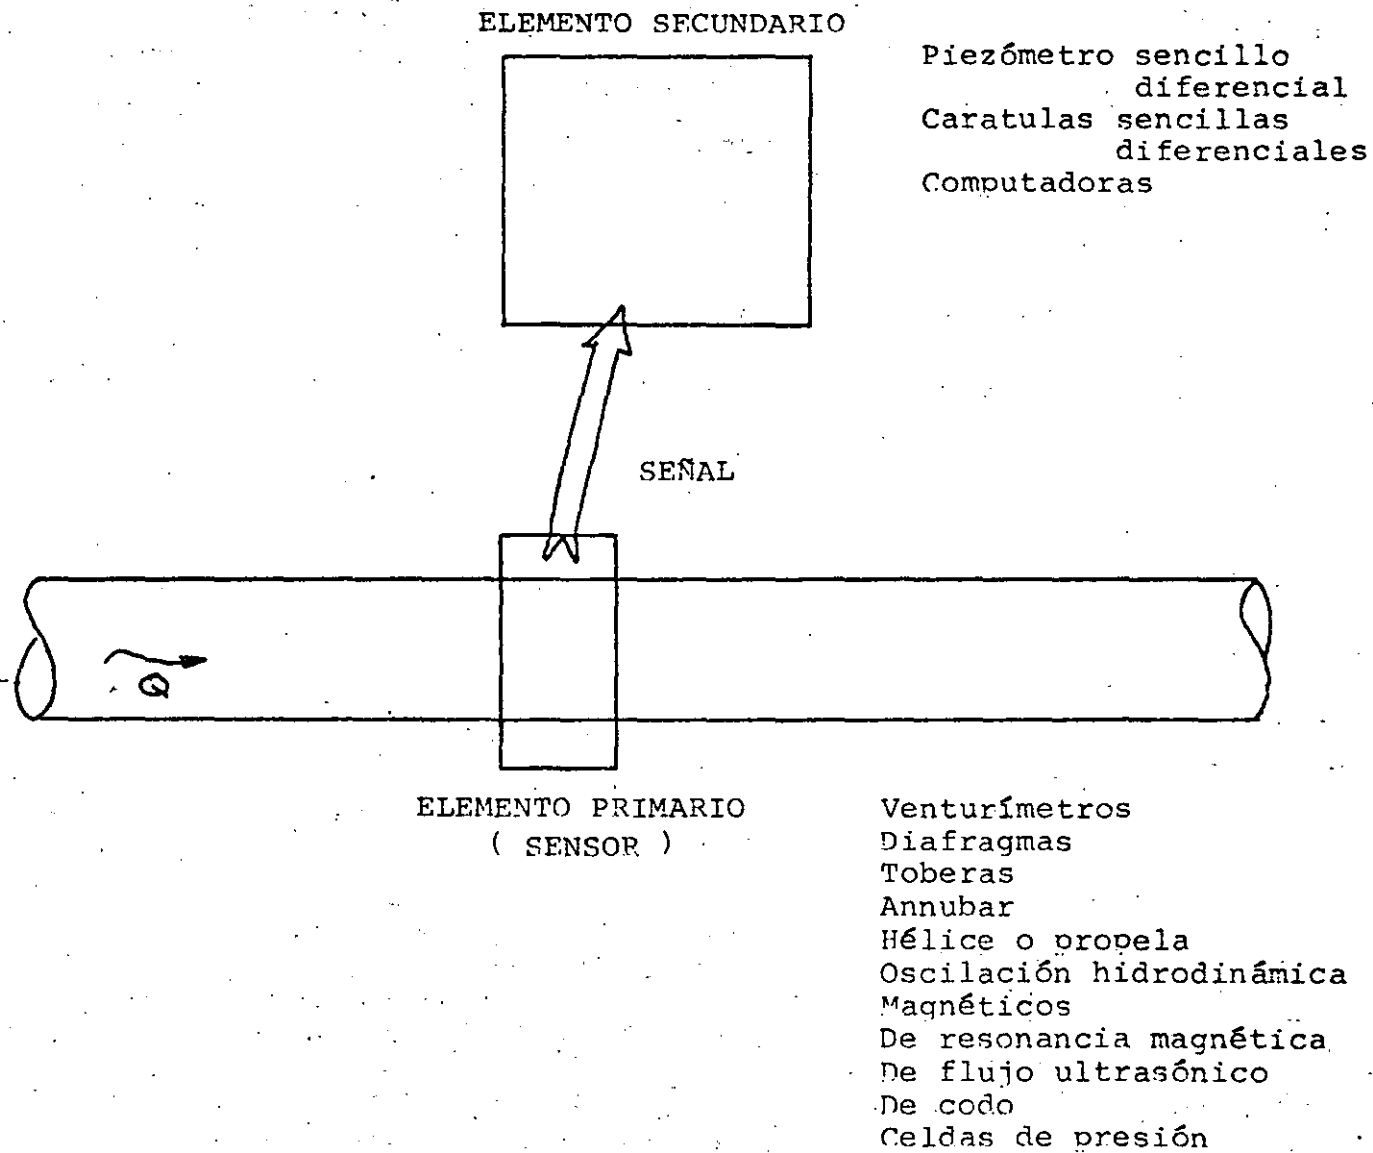 ELEMENTO SECUNDARIO
Piezómetro sencillo
diferencial
Caratulas sencillas
diferenciales
Computadoras
SEÑAL
Q
ELEMENTO PRIMARIO
( SENSOR )
Venturímetros
Diafragmas
Toberas
Annubar
Hélice o propela
Oscilación hidrodinámica
Magnéticos
De resonancia magnética
De flujo ultrasónico
De codo
Celdas de presión